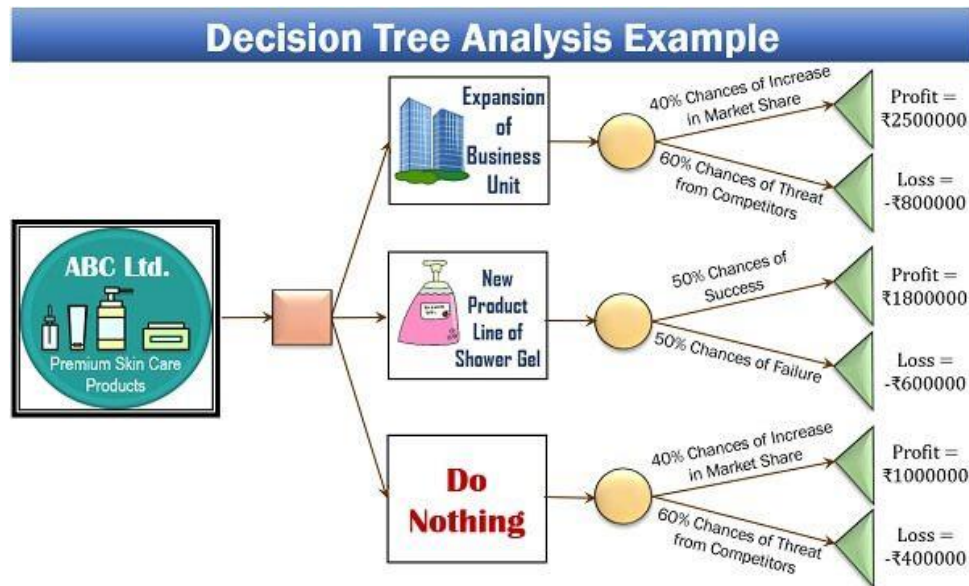 Decision Tree Analysis Example
Expansion
of
Business
Unit
40% Chances of Increase
in Market Share
Profit =
₹2500000
60% Chances of Threat
from Competitors
Loss =
-₹800000
ABC Ltd.
Premium Skin Care
Products
New
Product
Line of
Shower Gel
50% Chances of
Success
Profit =
₹1800000
50% Chances of Failure
Loss =
-₹600000
Do
Nothing
40% Chances of Increase
in Market Share
Profit =
₹1000000
60% Chances of Threat
from Competitors
Loss =
-₹400000